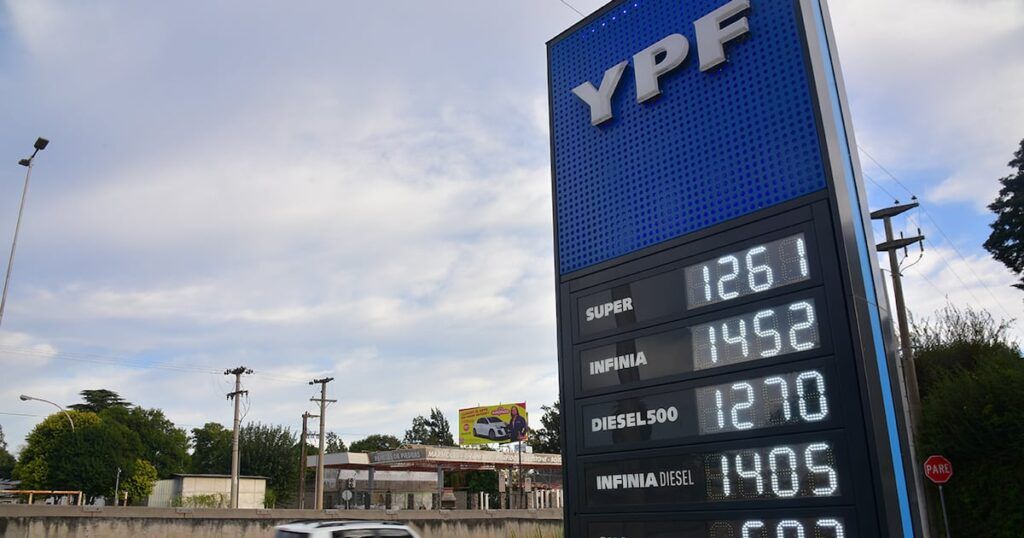 YPF
SUPER 1261
INFINIA 1452
DIESEL500 1270
INFINIA DIESEL 1405
PARE